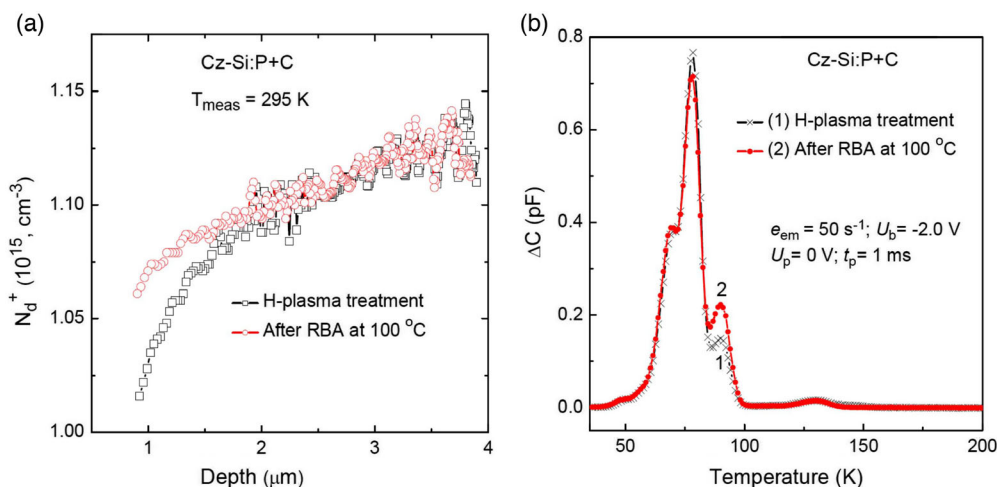 (a)
Cz-Si:P+C
T_meas = 295 K
H-plasma treatment
After RBA at 100 °C
N_d^+ (10^15, cm^-3)
1.15
1.10
1.05
1.00
1 2 3 4
Depth (μm)
(b)
Cz-Si:P+C
(1) H-plasma treatment
(2) After RBA at 100 °C
e_em = 50 s^-1; U_b= -2.0 V
U_p= 0 V; t_p= 1 ms
2
1
ΔC (pF)
0.8
0.6
0.4
0.2
0.0
50 100 150 200
Temperature (K)